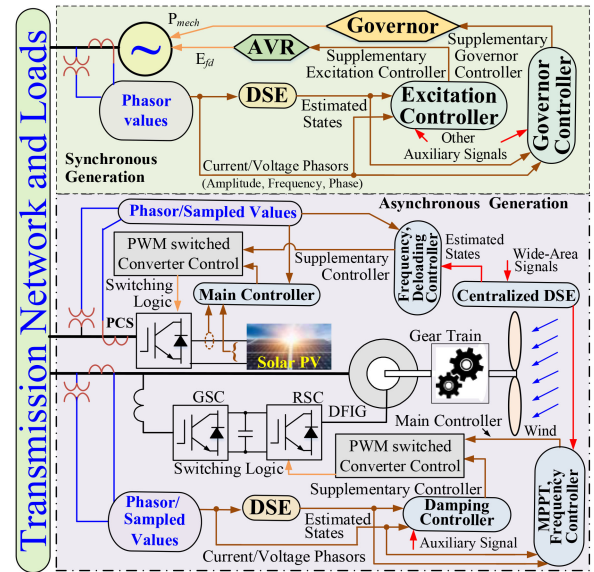 Transmission Network and Loads
P_mech
Governor
E_fd
AVR
Supplementary
Excitation Controller
Supplementary
Governor
Controller
Phasor
values
DSE
Estimated
States
Excitation
Controller
Governor
Controller
Other
Auxiliary Signals
Synchronous
Generation
Current/Voltage Phasors
(Amplitude, Frequency, Phase)
Phasor/Sampled Values
Asynchronous Generation
PWM switched
Converter Control
Supplementary
Controller
Frequency,
Deloading
Controller
Estimated
States
Wide-Area
Signals
Switching
Logic
Main Controller
Centralized DSE
PCS
Solar PV
Gear Train
GSC
RSC
DFIG
Main Controller
Wind
Switching Logic
PWM switched
Converter Control
Supplementary Controller
MPPT,
Frequency
Controller
Phasor/
Sampled
Values
DSE
Estimated
States
Damping
Controller
Auxiliary Signal
Current/Voltage Phasors